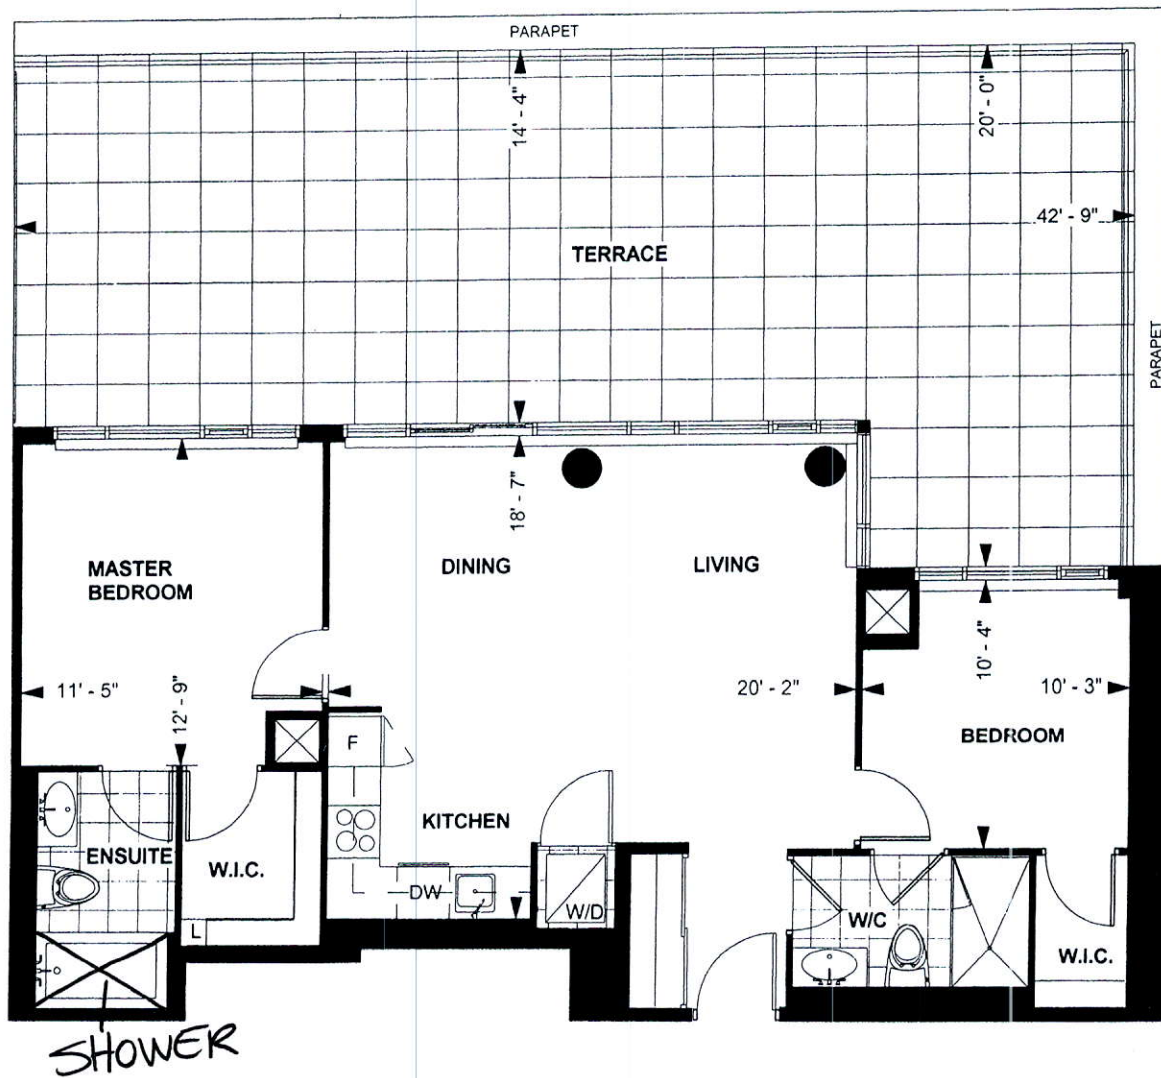 PARAPET
14' - 4"
20' - 0"
42' - 9"
TERRACE
PARAPET
18' - 7"
MASTER
BEDROOM
DINING
LIVING
11' - 5"
12' - 9"
20' - 2"
10' - 4"
10' - 3"
BEDROOM
F
KITCHEN
ENSUITE
W.I.C.
DW
W/D
W/C
W.I.C.
L
SHOWER